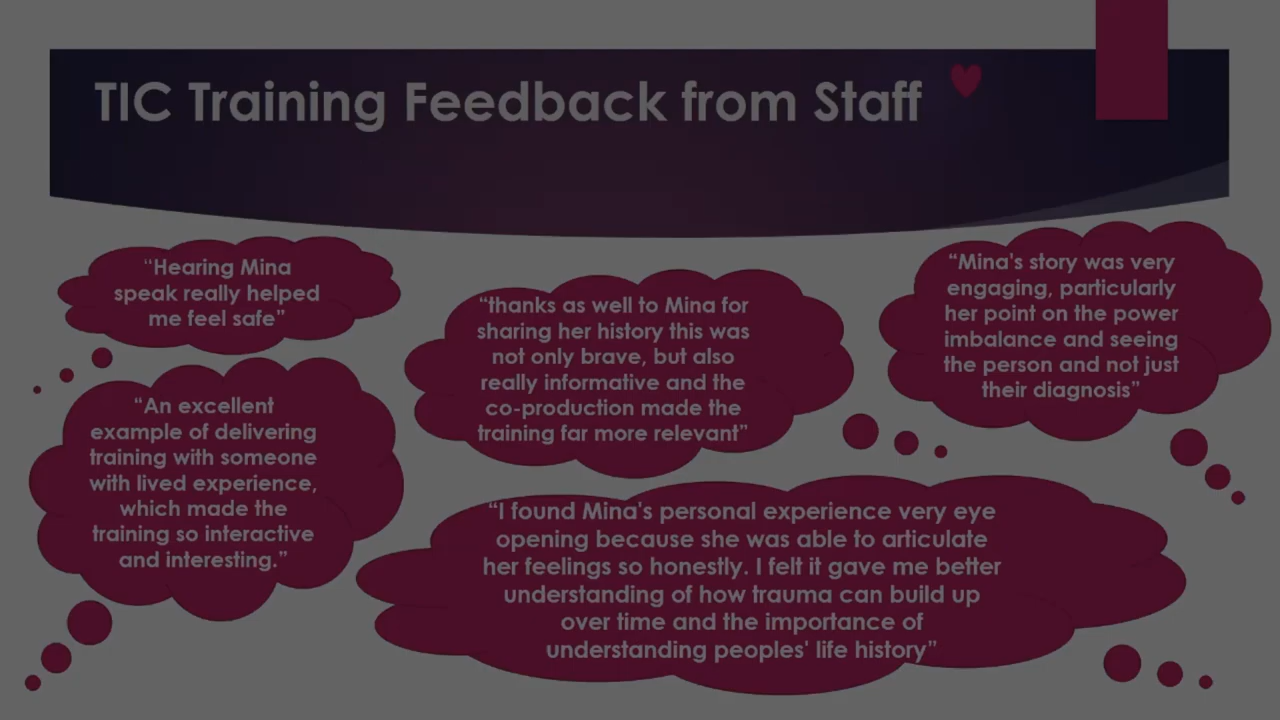 TIC Training Feedback from Staff
“Hearing Mina
speak really helped
me feel safe”
“thanks as well to Mina for
sharing her history this was
not only brave, but also
really informative and the
co-production made the
training far more relevant”
“Mina's story was very
engaging, particularly
her point on the power
imbalance and seeing
the person and not just
their diagnosis”
“An excellent
example of delivering
training with someone
with lived experience,
which made the
training so interactive
and interesting.”
“I found Mina's personal experience very eye
opening because she was able to articulate
her feelings so honestly. I felt it gave me better
understanding of how trauma can build up
over time and the importance of
understanding peoples' life history”